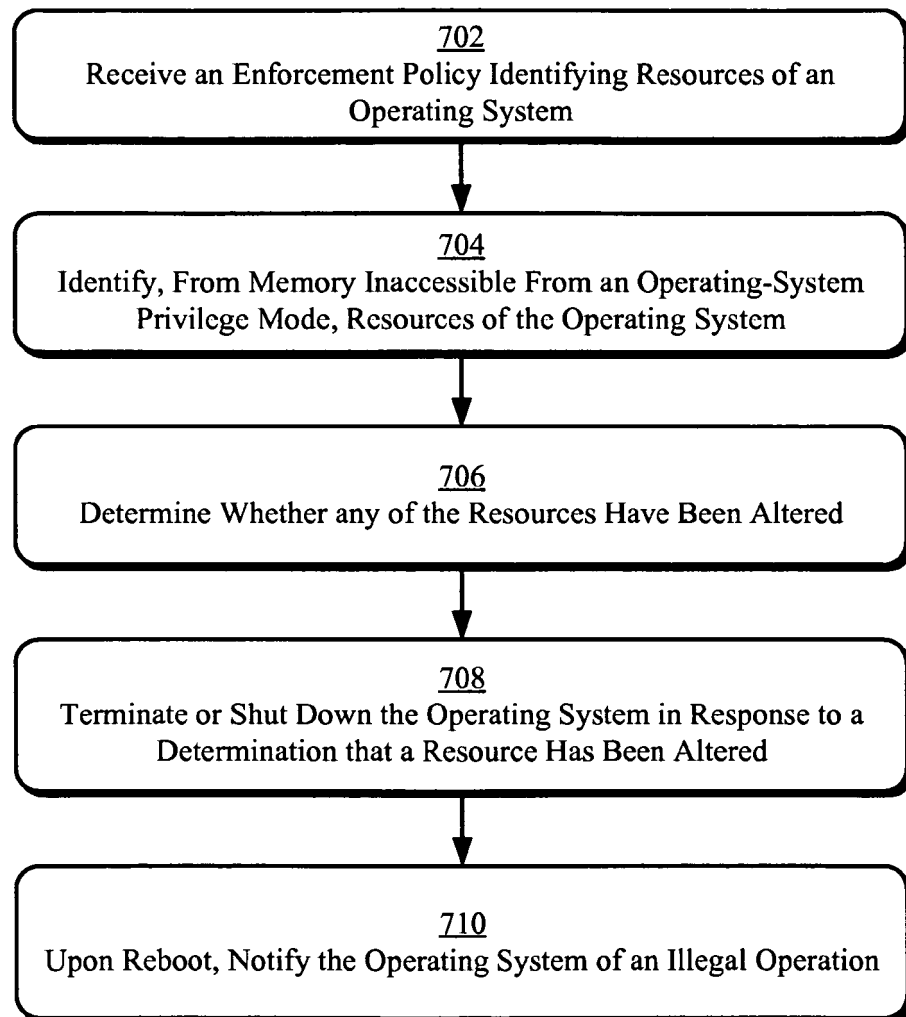 702
Receive an Enforcement Policy Identifying Resources of an
Operating System
704
Identify, From Memory Inaccessible From an Operating-System
Privilege Mode, Resources of the Operating System
706
Determine Whether any of the Resources Have Been Altered
708
Terminate or Shut Down the Operating System in Response to a
Determination that a Resource Has Been Altered
710
Upon Reboot, Notify the Operating System of an Illegal Operation